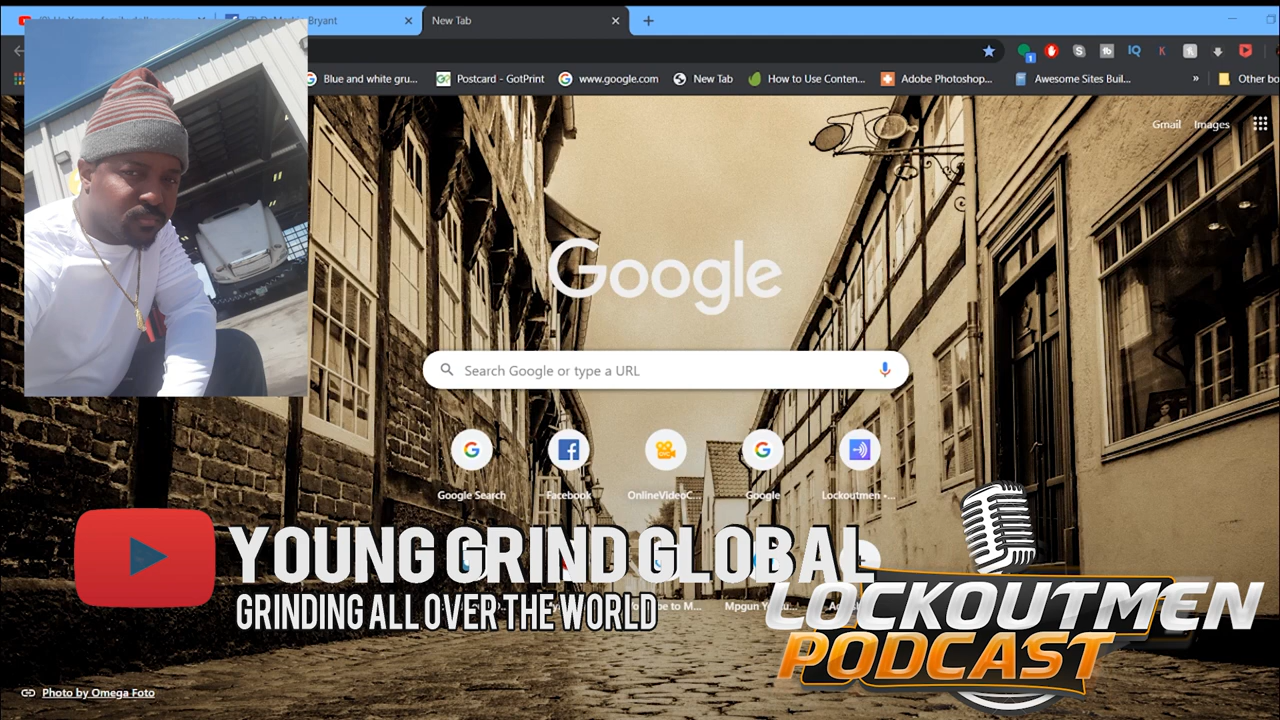 Bryant
New Tab
Blue and white gru...
Postcard - GotPrint
www.google.com
New Tab
How to Use Conten...
Adobe Photoshop...
Awesome Sites Buil...
»
Other bo
Gmail
Images
Google
Search Google or type a URL
Google Search
Facebook
OnlineVideoC...
Google
Lockoutmen •...
YOUNG GRIND GLOBAL
GRINDING ALL OVER THE WORLD
LOCKOUTMEN
PODCAST
Photo by Omega Foto